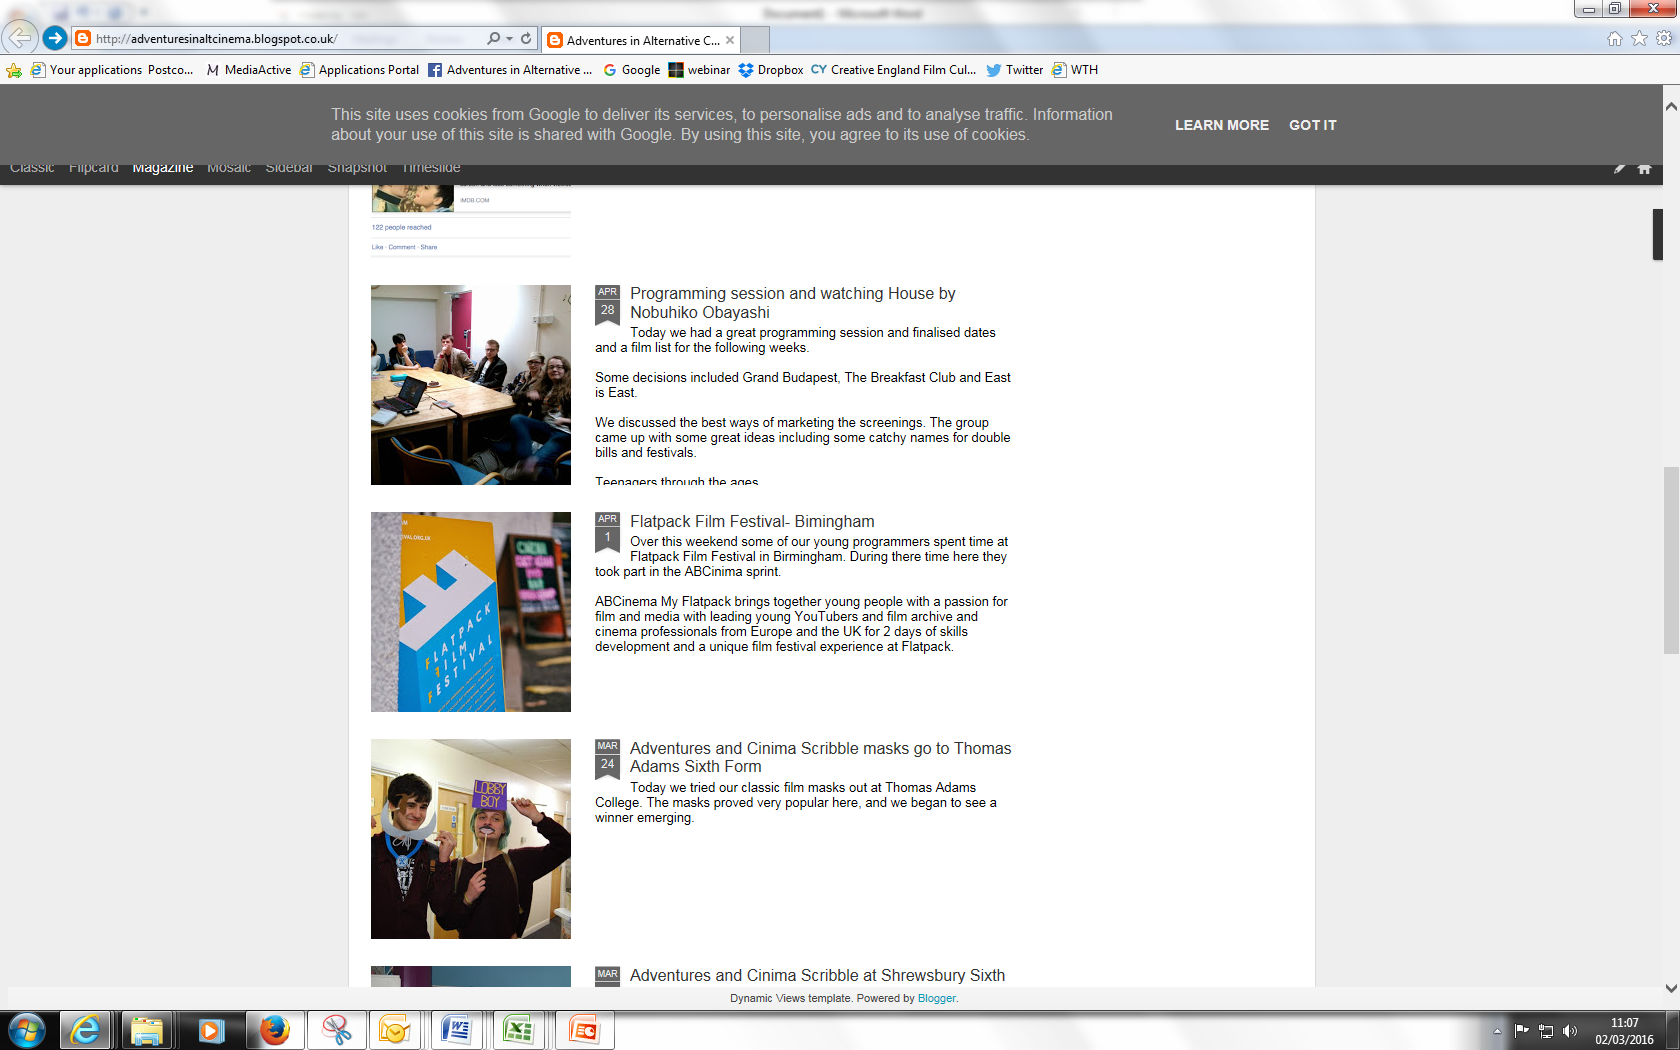 http://adventuresinaltcinema.blogspot.co.uk/
Adventures in Alternative C...
Your applications Postco...
MediaActive
Applications Portal
Adventures in Alternative ...
Google
webinar
Dropbox
CY Creative England Film Cul...
Twitter
WTH
This site uses cookies from Google to deliver its services, to personalise ads and to analyse traffic. Information
about your use of this site is shared with Google. By using this site, you agree to its use of cookies.
LEARN MORE
GOT IT
Classic Flipcard Magazine Mosaic Sidebar Snapshot Timeslide
IMDB.COM
122 people reached
Like · Comment · Share
APR
28
Programming session and watching House by
Nobuhiko Obayashi
Today we had a great programming session and finalised dates
and a film list for the following weeks.
Some decisions included Grand Budapest, The Breakfast Club and East
is East.
We discussed the best ways of marketing the screenings. The group
came up with some great ideas including some catchy names for double
bills and festivals.
Teenagers through the ages
FLATPACK
FILM
FESTIVAL
APR
1
Flatpack Film Festival- Bimingham
Over this weekend some of our young programmers spent time at
Flatpack Film Festival in Birmingham. During there time here they
took part in the ABCinima sprint.
ABCinema My Flatpack brings together young people with a passion for
film and media with leading young YouTubers and film archive and
cinema professionals from Europe and the UK for 2 days of skills
development and a unique film festival experience at Flatpack.
LOBBY
BOY
MAR
24
Adventures and Cinima Scribble masks go to Thomas
Adams Sixth Form
Today we tried our classic film masks out at Thomas Adams
College. The masks proved very popular here, and we began to see a
winner emerging.
MAR
Adventures and Cinima Scribble at Shrewsbury Sixth
Dynamic Views template. Powered by Blogger.
11:07
02/03/2016